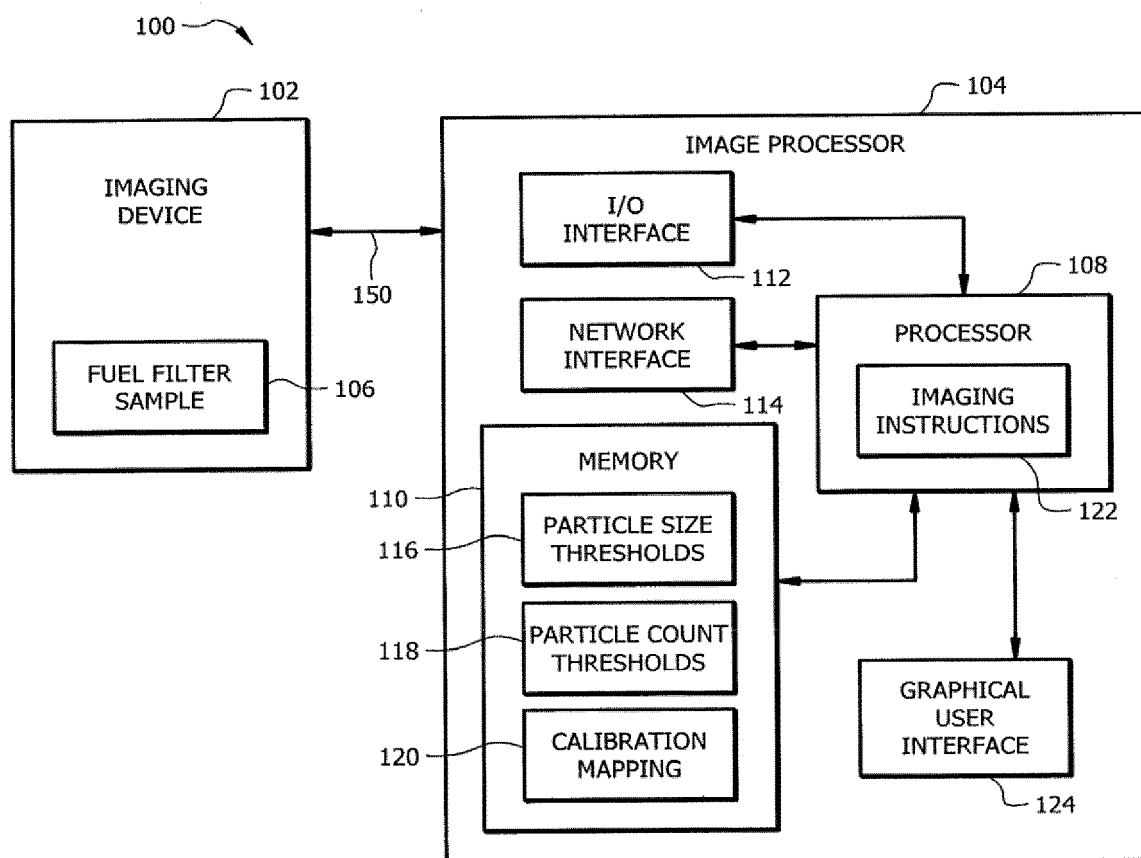 100
102
IMAGING
DEVICE
FUEL FILTER
SAMPLE
106
150
104
IMAGE PROCESSOR
I/O
INTERFACE
112
NETWORK
INTERFACE
114
108
PROCESSOR
IMAGING
INSTRUCTIONS
122
MEMORY
110
PARTICLE SIZE
THRESHOLDS
116
PARTICLE COUNT
THRESHOLDS
118
CALIBRATION
MAPPING
120
GRAPHICAL
USER
INTERFACE
124